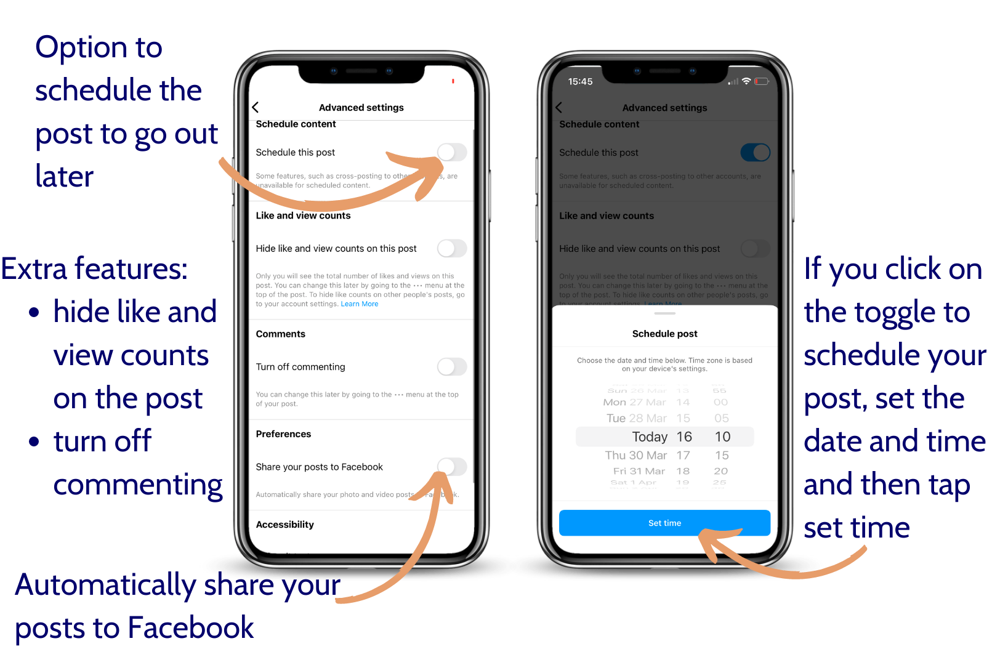 Option to
schedule the
post to go out
later
Extra features:
• hide like and
view counts
on the post
• turn off
commenting
Automatically share your
posts to Facebook
Advanced settings
Schedule content
Schedule this post
Some features, such as cross-posting to other s, are
unavailable for scheduled content.
Like and view counts
Hide like and view counts on this post
Only you will see the total number of likes and views on this
post. You can change this later by going to the ··· menu at the
top of the post. To hide like counts on other people's posts, go
to your account settings. Learn More
Comments
Turn off commenting
You can change this later by going to the ··· menu at the top
of your post.
Preferences
Share your posts to Facebook
Automatically share your photo and video posts Facebook.
Accessibility
15:45
Advanced settings
Schedule content
Schedule this post
Some features, such as cross-posting to other accounts, are
unavailable for scheduled content.
Like and view counts
Hide like and view counts on this post
Only you will see the total number of likes and views on this
post. You can change this later by going to the ··· menu at the
top of the post. To hide like counts on other people's posts, go
to your account settings. Learn More
Schedule post
Choose the date and time below. Time zone is based
on your device's settings.
Sun 26 Mar 13 55
Mon 27 Mar 14 00
Tue 28 Mar 15 05
Today 16 10
Thu 30 Mar 17 15
Fri 31 Mar 18 20
Sat 1 Apr 19 25
Set time
If you click on
the toggle to
schedule your
post, set the
date and time
and then tap
set time